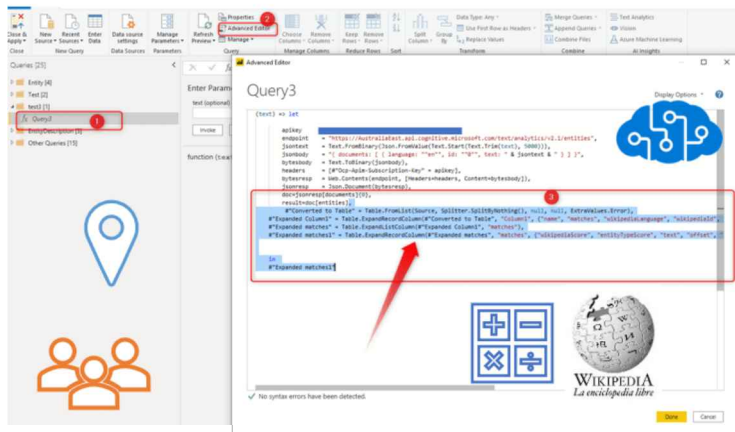 Properties
Advanced Editor
Manage
Close &
Apply
New
Source
Recent
Sources
Enter
Data
Data source
settings
Manage
Parameters
Refresh
Preview
Choose
Columns
Remove
Columns
Keep
Rows
Remove
Rows
Split
Column
Group
By
Data Type: Any
Use First Row as Headers
Replace Values
Merge Queries
Append Queries
Combine Files
Text Analytics
Vision
Azure Machine Learning
Close
New Query
Data Sources
Parameters
Query
Manage Columns
Reduce Rows
Sort
Transform
Combine
AI Insights
2
Queries [25]
Entity [4]
Test [2]
test3 [1]
fx Query3
1
EntityDescription [3]
Other Queries [15]
Enter Param
text (optional)
Invoke
function (tex
Advanced Editor
Query3
Display Options
(text) => let
apikey
endpoint = "https://Australiaeast.api.cognitive.microsoft.com/text/analytics/v2.1/entities",
jsontext = Text.FromBinary(Json.FromValue(Text.Start(Text.Trim(text), 5000))),
jsonbody = "{ documents: [ { language: ""en"", id: ""0"", text: " & jsontext & " } ] }",
bytesbody = Text.ToBinary(jsonbody),
headers = [#"Ocp-Apim-Subscription-Key" = apikey],
bytesresp = Web.Contents(endpoint, [Headers=headers, Content=bytesbody]),
jsonresp = Json.Document(bytesresp),
doc=jsonresp[documents]{0},
result=doc[entities],
3
#"Converted to Table" = Table.FromList(Source, Splitter.SplitByNothing(), null, null, ExtraValues.Error),
#"Expanded Column1" = Table.ExpandRecordColumn(#"Converted to Table", "Column1", {"name", "matches", "wikipediaLanguage", "wikipediaId",
#"Expanded matches" = Table.ExpandListColumn(#"Expanded Column1", "matches"),
#"Expanded matches1" = Table.ExpandRecordColumn(#"Expanded matches", "matches", {"wikipediaScore", "entityTypeScore", "text", "offset",
in
#"Expanded matches1"
WIKIPEDIA
La enciclopedia libre
No syntax errors have been detected.
Done
Cancel